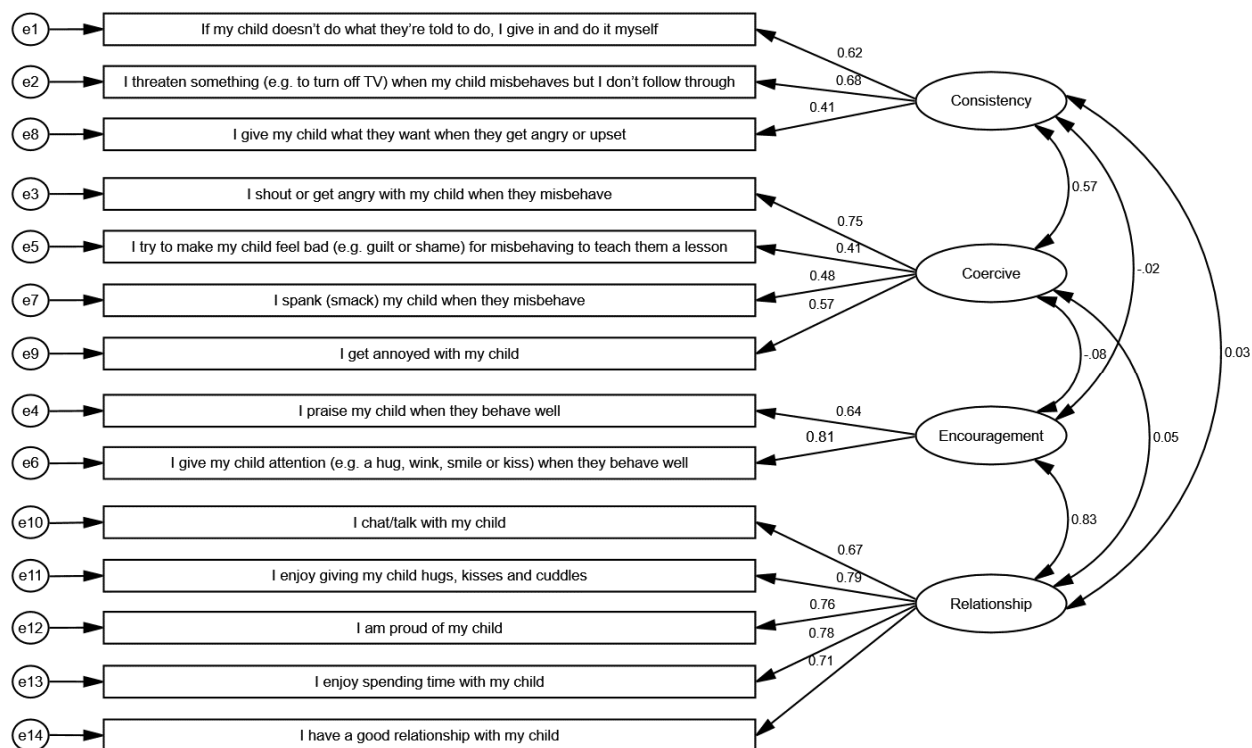 e1
If my child doesn't do what they're told to do, I give in and do it myself
0.62
e2
I threaten something (e.g. to turn off TV) when my child misbehaves but I don't follow through
0.68
Consistency
0.41
e8
I give my child what they want when they get angry or upset
e3
I shout or get angry with my child when they misbehave
0.57
0.75
e5
I try to make my child feel bad (e.g. guilt or shame) for misbehaving to teach them a lesson
0.41
Coercive
-.02
0.48
e7
I spank (smack) my child when they misbehave
0.57
e9
I get annoyed with my child
-.08
0.03
e4
I praise my child when they behave well
0.64
Encouragement
0.81
0.05
e6
I give my child attention (e.g. a hug, wink, smile or kiss) when they behave well
e10
I chat/talk with my child
0.83
0.67
e11
I enjoy giving my child hugs, kisses and cuddles
0.79
0.76
Relationship
e12
I am proud of my child
0.78
0.71
e13
I enjoy spending time with my child
e14
I have a good relationship with my child